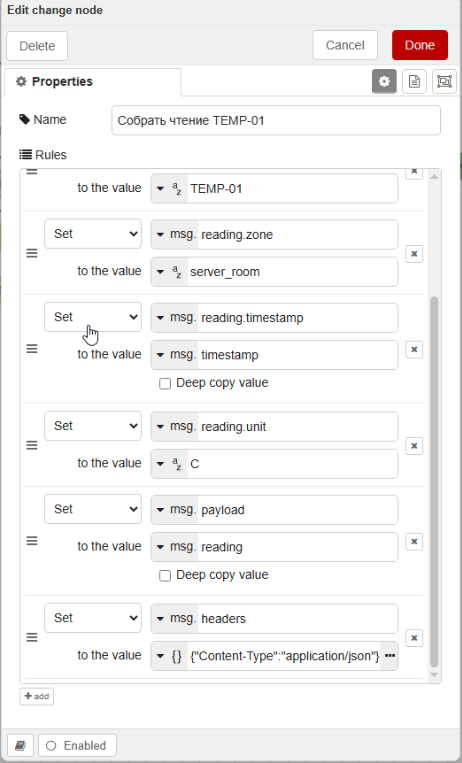 Edit change node
Delete
Cancel
Done
Properties
Name
Собрать чтение TEMP-01
Rules
to the value
a z TEMP-01
Set
msg. reading.zone
to the value
a z server_room
Set
msg. reading.timestamp
to the value
msg. timestamp
Deep copy value
Set
msg. reading.unit
to the value
a z C
Set
msg. payload
to the value
msg. reading
Deep copy value
Set
msg. headers
to the value
{} {"Content-Type":"application/json"} •••
+ add
Enabled